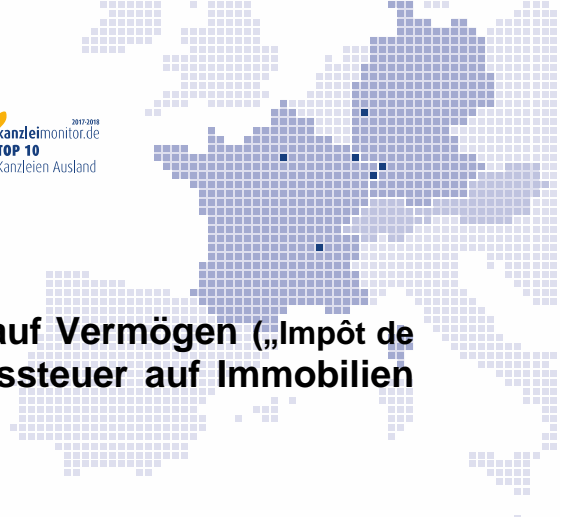 2017-2018
kanzleimonitor.de
TOP 10
Kanzleien Ausland
auf Vermögen („Impôt de
ssteuer auf Immobilien